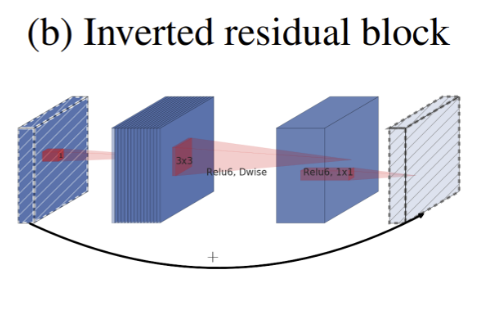 (b) Inverted residual block
3x3
Relu6, Dwise
Relu6, 1x1
+